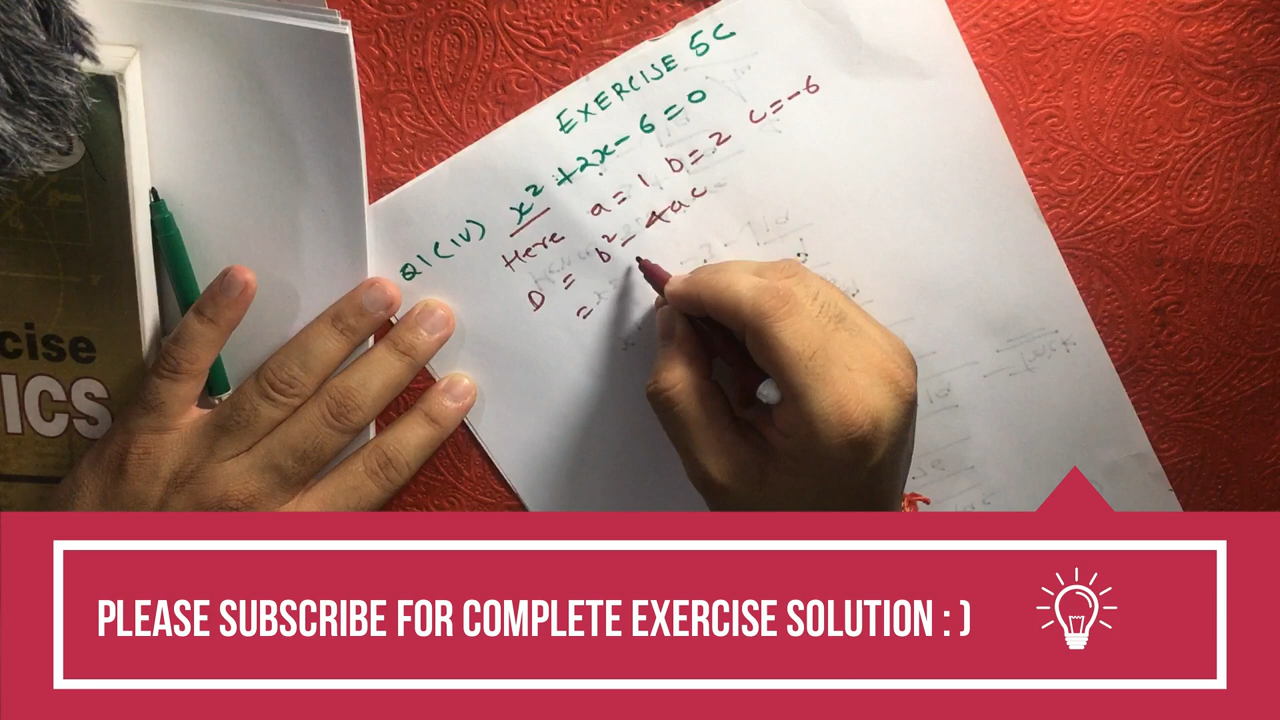 EXERCISE 5C
Q1(iv) x² + 2x - 6 = 0
Here a = 1 b = 2 c = -6
D = b² - 4ac
=
cise
ICS
PLEASE SUBSCRIBE FOR COMPLETE EXERCISE SOLUTION : )